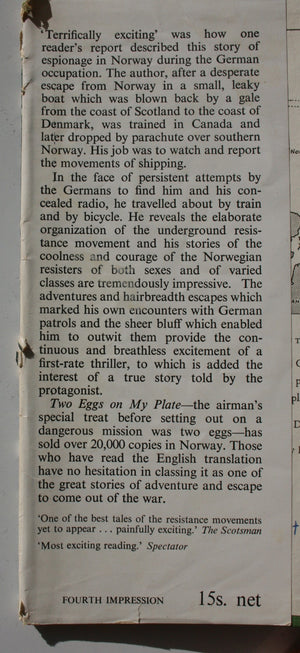 'Terrifically exciting' was how one
reader's report described this story of
espionage in Norway during the German
occupation. The author, after a desperate
escape from Norway in a small, leaky
boat which was blown back by a gale
from the coast of Scotland to the coast of
Denmark, was trained in Canada and
later dropped by parachute over southern
Norway. His job was to watch and report
the movements of shipping.
In the face of persistent attempts by
the Germans to find him and his con-
cealed radio, he travelled about by train
and by bicycle. He reveals the elaborate
organization of the underground resis-
tance movement and his stories of the
coolness and courage of the Norwegian
resisters of both sexes and of varied
classes are tremendously impressive. The
adventures and hairbreadth escapes which
marked his own encounters with German
patrols and the sheer bluff which enabled
him to outwit them provide the con-
tinuous and breathless excitement of a
first-rate thriller, to which is added the
interest of a true story told by the
protagonist.
Two Eggs on My Plate—the airman's
special treat before setting out on a
dangerous mission was two eggs—has
sold over 20,000 copies in Norway. Those
who have read the English translation
have no hesitation in classing it as one of
the great stories of adventure and escape
to come out of the war.
'One of the best tales of the resistance movements
yet to appear . . . painfully exciting.' The Scotsman
'Most exciting reading.' Spectator
FOURTH IMPRESSION 15s. net